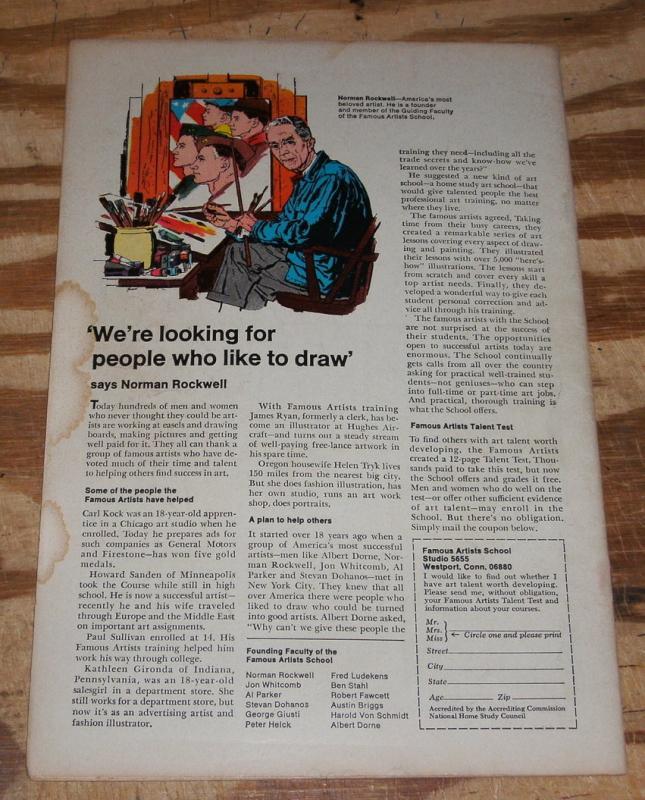 Norman Rockwell—America's most
beloved artist. He is a founder
and member of the Guiding Faculty
of the Famous Artists School.
'We're looking for
people who like to draw'
says Norman Rockwell
Today hundreds of men and women
who never thought they could be art-
ists are working at easels and drawing
boards, making pictures and getting
well paid for it. They all can thank a
group of famous artists who have de-
voted much of their time and talent
to helping others find success in art.
Some of the people the
Famous Artists have helped
Carl Kock was an 18-year-old appren-
tice in a Chicago art studio when he
enrolled. Today he prepares ads for
such companies as General Motors
and Firestone—has won five gold
medals.
Howard Sanden of Minneapolis
took the Course while still in high
school. He is now a successful artist—
recently he and his wife traveled
through Europe and the Middle East
on important art assignments.
Paul Sullivan enrolled at 14. His
Famous Artists training helped him
work his way through college.
Kathleen Gironda of Indiana,
Pennsylvania, was an 18-year-old
salesgirl in a department store. She
still works for a department store, but
now it's as an advertising artist and
fashion illustrator.
With Famous Artists training
James Ryan, formerly a clerk, has be-
come an illustrator at Hughes Air-
craft—and turns out a steady stream
of well-paying free-lance artwork in
his spare time.
Oregon housewife Helen Tryk lives
150 miles from the nearest big city.
But she does fashion illustration, has
her own studio, runs an art work
shop, does portraits.
A plan to help others
It started over 18 years ago when a
group of America's most successful
artists—men like Albert Dorne, Nor-
man Rockwell, Jon Whitcomb, Al
Parker and Stevan Dohanos—met in
New York City. They knew that all
over America there were people who
liked to draw who could be turned
into good artists. Albert Dorne asked,
"Why can't we give these people the
Founding Faculty of the
Famous Artists School
Norman Rockwell
Jon Whitcomb
Al Parker
Stevan Dohanos
George Giusti
Peter Helck
Fred Ludekens
Ben Stahl
Robert Fawcett
Austin Briggs
Harold Von Schmidt
Albert Dorne
training they need—including all the
trade secrets and know-how we've
learned over the years?"
He suggested a new kind of art
school—a home study art school—that
would give talented people the best
professional art training, no matter
where they live.
The famous artists agreed. Taking
time from their busy careers, they
created a remarkable series of art
lessons covering every aspect of draw-
ing and painting. They illustrated
their lessons with over 5,000 "here's-
how" illustrations. The lessons start
from scratch and cover every skill a
top artist needs. Finally, they de-
veloped a wonderful way to give each
student personal correction and ad-
vice all through his training.
The famous artists with the School
are not surprised at the success of
their students. The opportunities
open to successful artists today are
enormous. The School continually
gets calls from all over the country
asking for practical well-trained stu-
dents—not geniuses—who can step
into full-time or part-time art jobs.
And practical, thorough training is
what the School offers.
Famous Artists Talent Test
To find others with art talent worth
developing, the Famous Artists
created a 12-page Talent Test. Thou-
sands paid to take this test, but now
the School offers and grades it free.
Men and women who do well on the
test—or offer other sufficient evidence
of art talent—may enroll in the
School. But there's no obligation.
Simply mail the coupon below.
Famous Artists School
Studio 5655
Westport, Conn. 06880
I would like to find out whether I
have art talent worth developing.
Please send me, without obligation,
your Famous Artists Talent Test and
information about your courses.
Mr.
Mrs. ← Circle one and please print
Miss
Street
City
State
Age Zip
Accredited by the Accrediting Commission
National Home Study Council